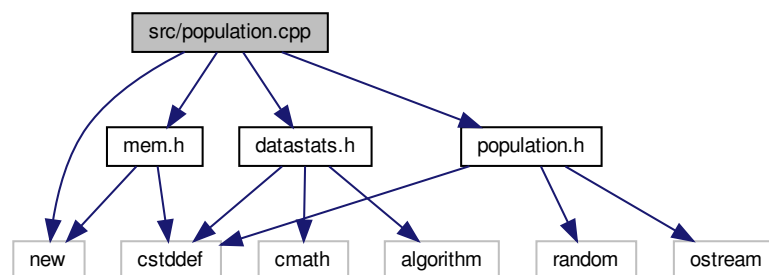 src/population.cpp
mem.h
datastats.h
population.h
new
cstddef
cmath
algorithm
random
ostream